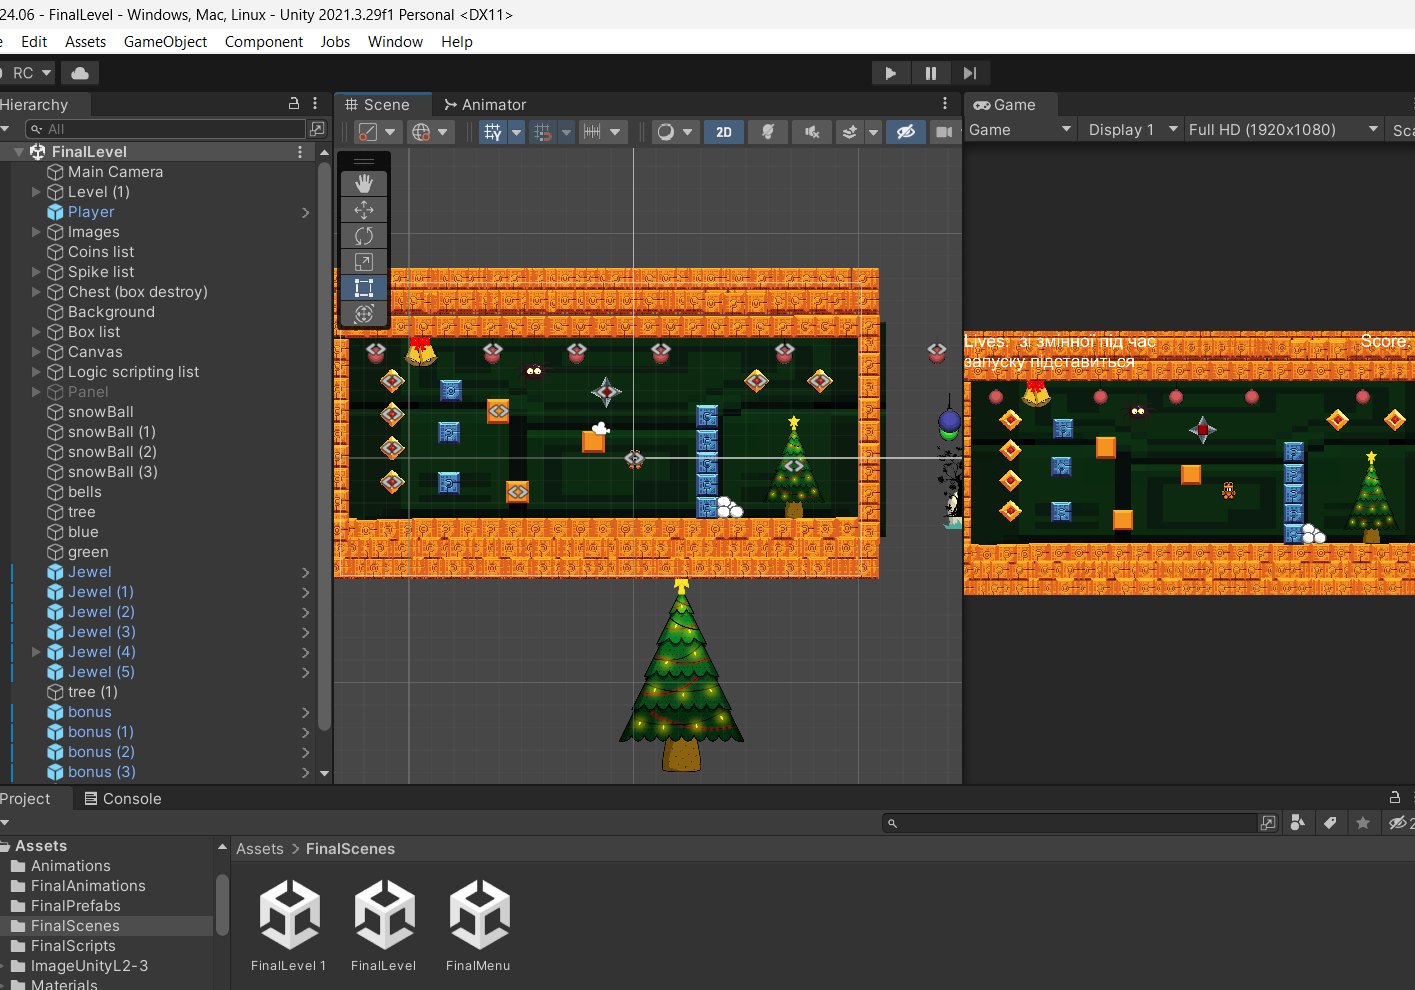 24.06 - FinalLevel - Windows, Mac, Linux - Unity 2021.3.29f1 Personal <DX11>
Edit Assets GameObject Component Jobs Window Help
RC
Hierarchy
All
FinalLevel
Main Camera
Level (1)
Player
Images
Coins list
Spike list
Chest (box destroy)
Background
Box list
Canvas
Logic scripting list
Panel
snowBall
snowBall (1)
snowBall (2)
snowBall (3)
bells
tree
blue
green
Jewel
Jewel (1)
Jewel (2)
Jewel (3)
Jewel (4)
Jewel (5)
tree (1)
bonus
bonus (1)
bonus (2)
bonus (3)
Scene Animator
2D
Game
Game Display 1 Full HD (1920x1080) Sca
Lives: зі змінної під час
запуску підставиться
Score:
Project Console
2
Assets
Animations
FinalAnimations
FinalPrefabs
FinalScenes
FinalScripts
ImageUnityL2-3
Materials
Assets > FinalScenes
FinalLevel 1 FinalLevel FinalMenu